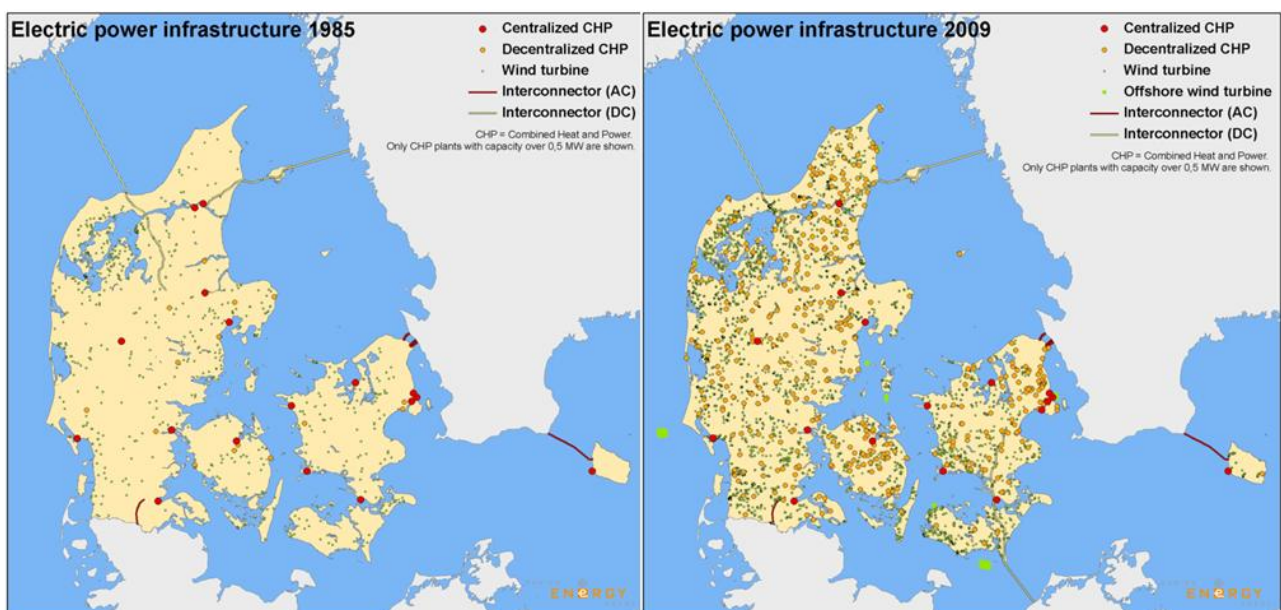 Electric power infrastructure 1985
Centralized CHP
Decentralized CHP
Wind turbine
Interconnector (AC)
Interconnector (DC)
CHP = Combined Heat and Power.
Only CHP plants with capacity over 0,5 MW are shown.
ENERGY
Electric power infrastructure 2009
Centralized CHP
Decentralized CHP
Wind turbine
Offshore wind turbine
Interconnector (AC)
Interconnector (DC)
CHP = Combined Heat and Power.
Only CHP plants with capacity over 0,5 MW are shown.
ENERGY